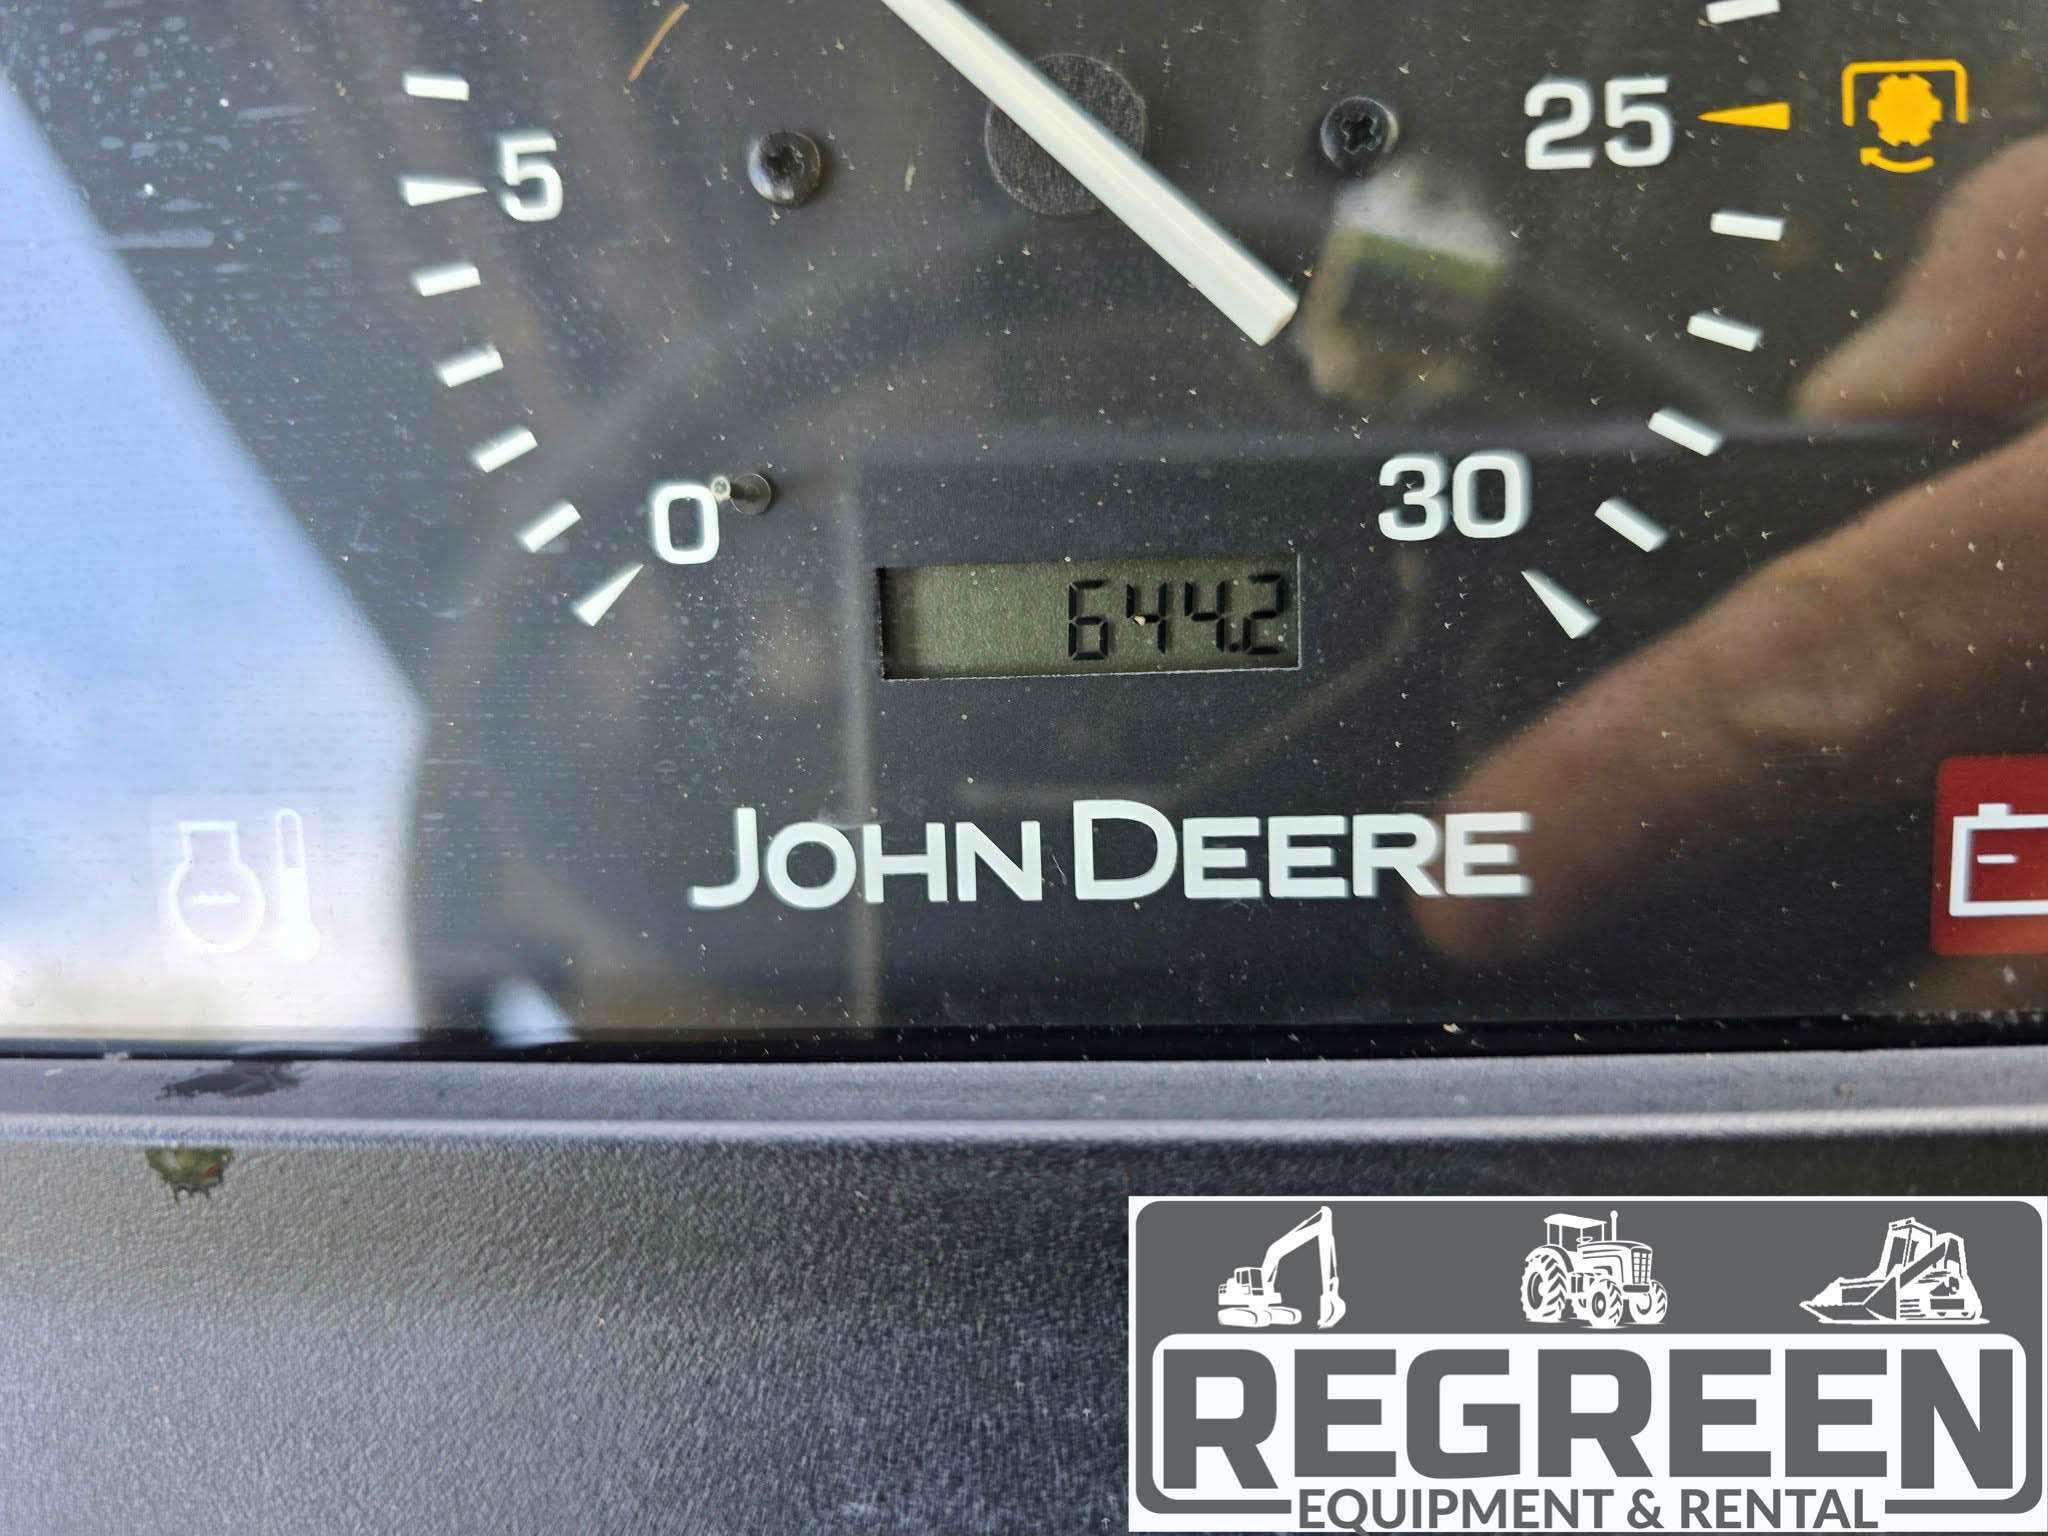 25
5
0
30
644.2
JOHN DEERE
REGREEN
EQUIPMENT & RENTAL